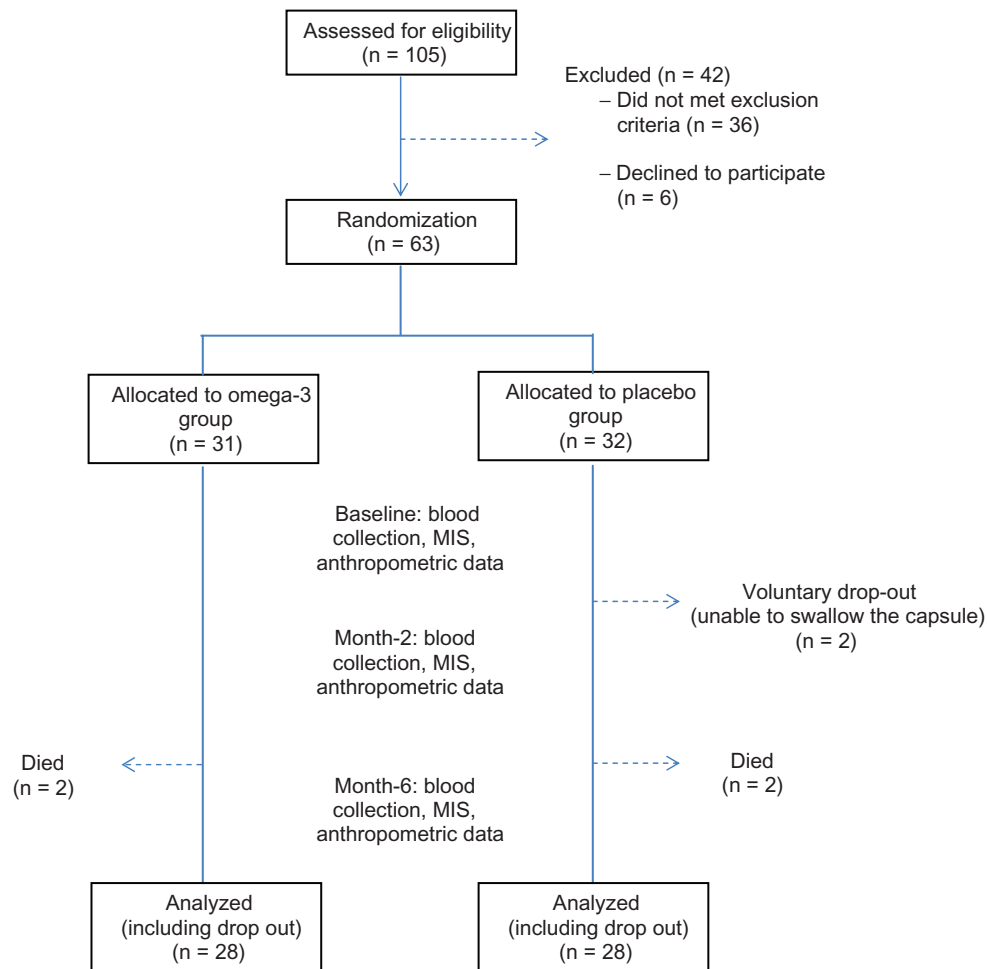 Assessed for eligibility
(n = 105)
Excluded (n = 42)
– Did not met exclusion
criteria (n = 36)
– Declined to participate
(n = 6)
Randomization
(n = 63)
Allocated to omega-3
group
(n = 31)
Allocated to placebo
group
(n = 32)
Baseline: blood
collection, MIS,
anthropometric data
Voluntary drop-out
(unable to swallow the capsule)
(n = 2)
Month-2: blood
collection, MIS,
anthropometric data
Died
(n = 2)
Died
(n = 2)
Month-6: blood
collection, MIS,
anthropometric data
Analyzed
(including drop out)
(n = 28)
Analyzed
(including drop out)
(n = 28)